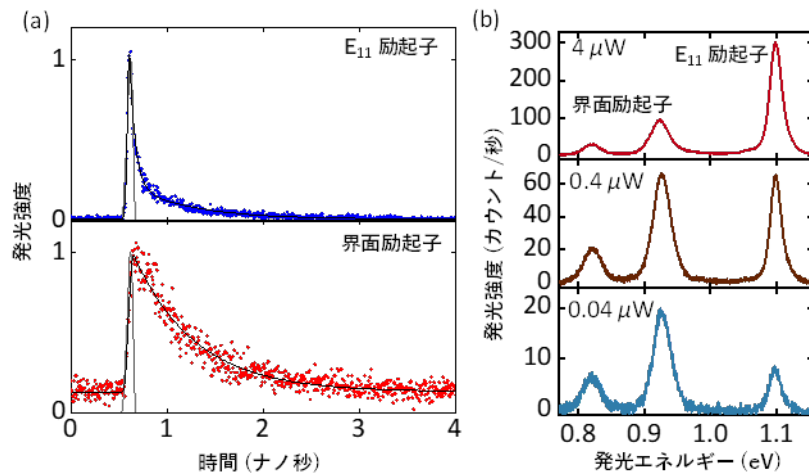 (a)
E₁₁ 励起子
1
0
界面励起子
1
0
発光強度
0 1 2 3 4
時間 (ナノ秒)
(b)
4 μW
E₁₁ 励起子
界面励起子
300
200
100
0
0.4 μW
60
40
20
0
0.04 μW
20
10
0
発光強度 (カウント/秒)
0.8 0.9 1.0 1.1
発光エネルギー (eV)